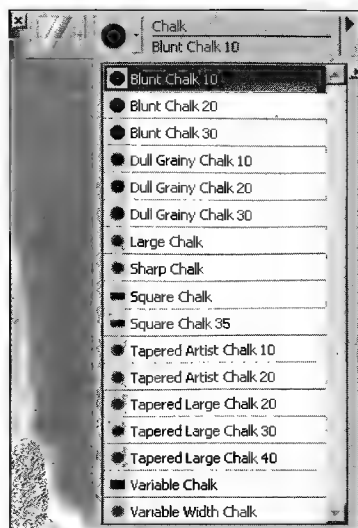 Chalk
Blunt Chalk 10
Blunt Chalk 10
Blunt Chalk 20
Blunt Chalk 30
Dull Grainy Chalk 10
Dull Grainy Chalk 20
Dull Grainy Chalk 30
Large Chalk
Sharp Chalk
Square Chalk
Square Chalk 35
Tapered Artist Chalk 10
Tapered Artist Chalk 20
Tapered Large Chalk 20
Tapered Large Chalk 30
Tapered Large Chalk 40
Variable Chalk
Variable Width Chalk